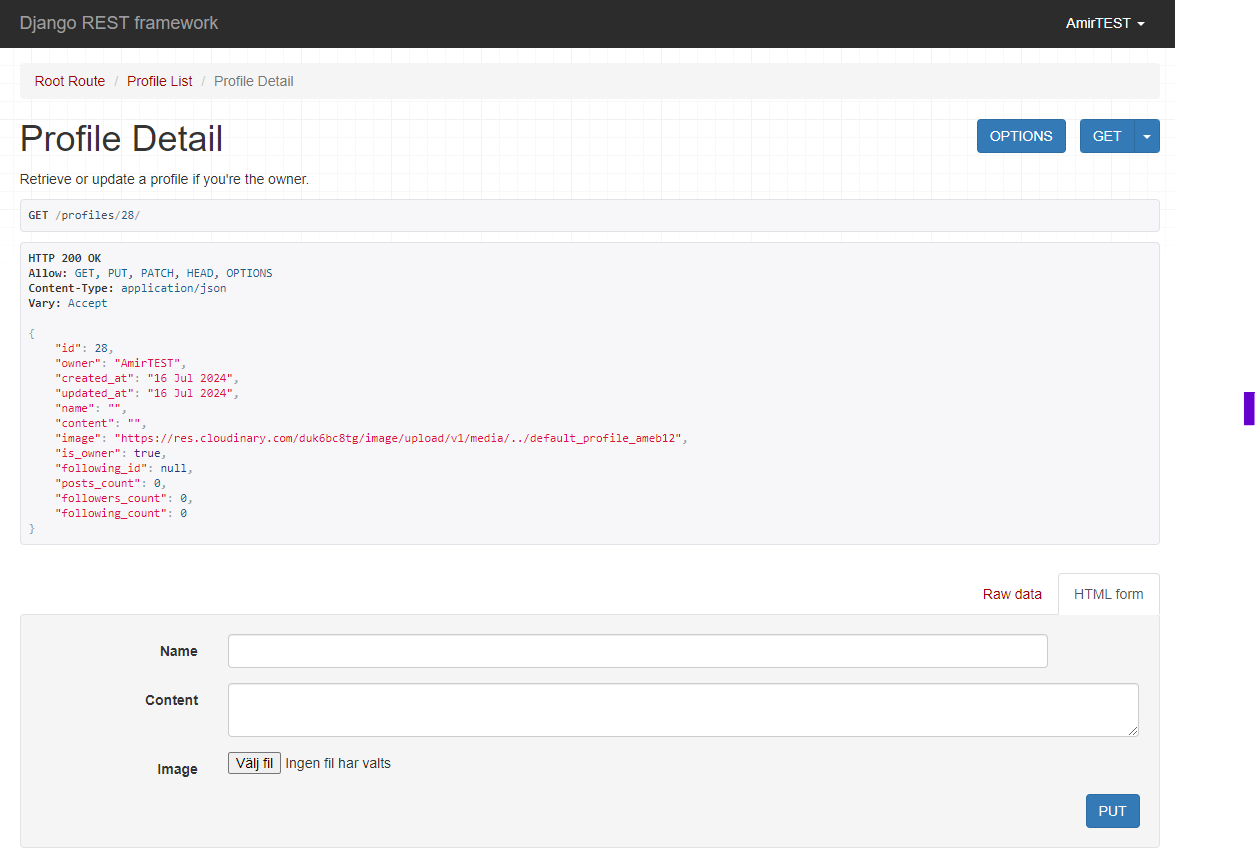 Django REST framework AmirTEST
Root Route / Profile List / Profile Detail
Profile Detail OPTIONS GET
Retrieve or update a profile if you're the owner.
GET /profiles/28/
HTTP 200 OK
Allow: GET, PUT, PATCH, HEAD, OPTIONS
Content-Type: application/json
Vary: Accept
{
    "id": 28,
    "owner": "AmirTEST",
    "created_at": "16 Jul 2024",
    "updated_at": "16 Jul 2024",
    "name": "",
    "content": "",
    "image": "https://res.cloudinary.com/duk6bc8tg/image/upload/v1/media/../default_profile_ameb12",
    "is_owner": true,
    "following_id": null,
    "posts_count": 0,
    "followers_count": 0,
    "following_count": 0
}
Raw data HTML form
Name
Content
Image Välj fil Ingen fil har valts
PUT